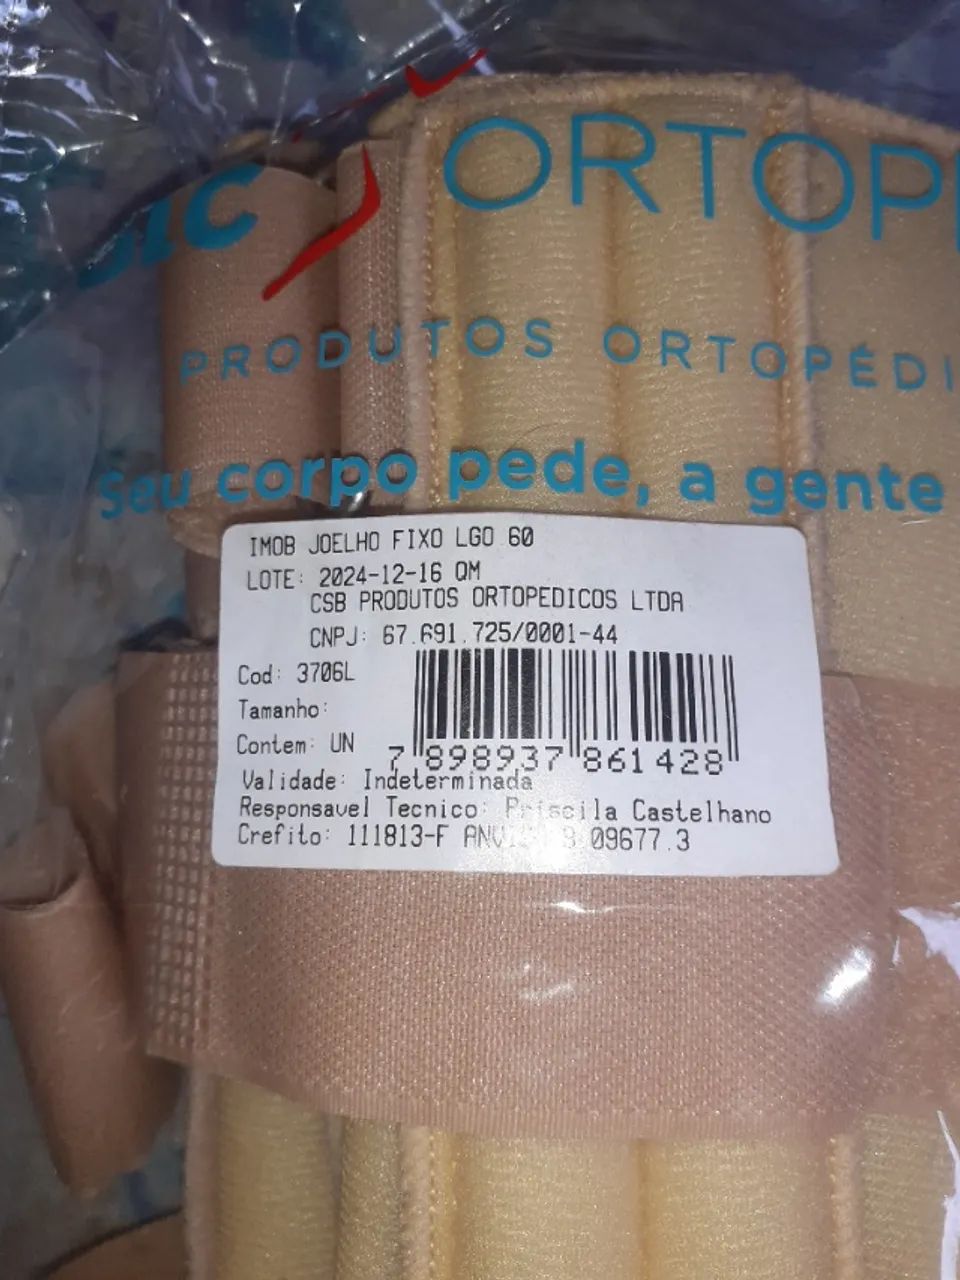 ORTOP
PRODUTOS ORTOPÉDI
Seu corpo pede, a gente
IMOB JOELHO FIXO LGO 60
LOTE: 2024-12-16 QM
CSB PRODUTOS ORTOPEDICOS LTDA
CNPJ: 67.691.725/0001-44
Cod: 3706L
Tamanho:
Contem: UN
7 898937 861428
Validade: Indeterminada
Responsavel Tecnico: Priscila Castelhano
Crefito: 111813-F 09677.3